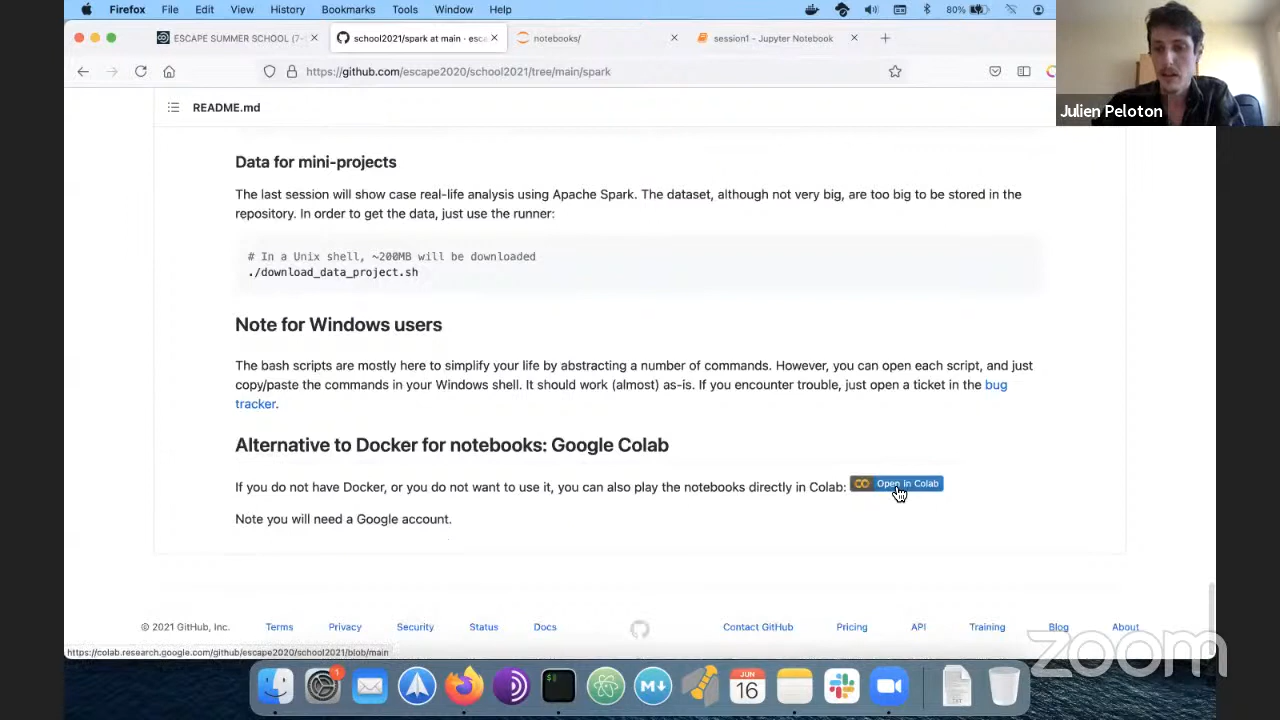 Firefox File Edit View History Bookmarks Tools Window Help 80%
ESCAPE SUMMER SCHOOL (7-
school2021/spark at main · esca
notebooks/
session1 - Jupyter Notebook
https://github.com/escape2020/school2021/tree/main/spark
Julien Peloton
README.md
Data for mini-projects
The last session will show case real-life analysis using Apache Spark. The dataset, although not very big, are too big to be stored in the
repository. In order to get the data, just use the runner:
# In a Unix shell, ~200MB will be downloaded
./download_data_project.sh
Note for Windows users
The bash scripts are mostly here to simplify your life by abstracting a number of commands. However, you can open each script, and just
copy/paste the commands in your Windows shell. It should work (almost) as-is. If you encounter trouble, just open a ticket in the bug
tracker.
Alternative to Docker for notebooks: Google Colab
If you do not have Docker, or you do not want to use it, you can also play the notebooks directly in Colab: Open in Colab
Note you will need a Google account.
© 2021 GitHub, Inc. Terms Privacy Security Status Docs Contact GitHub Pricing API Training Blog About
https://colab.research.google.com/github/escape2020/school2021/blob/main
zoom
1
$
M
JUN
16